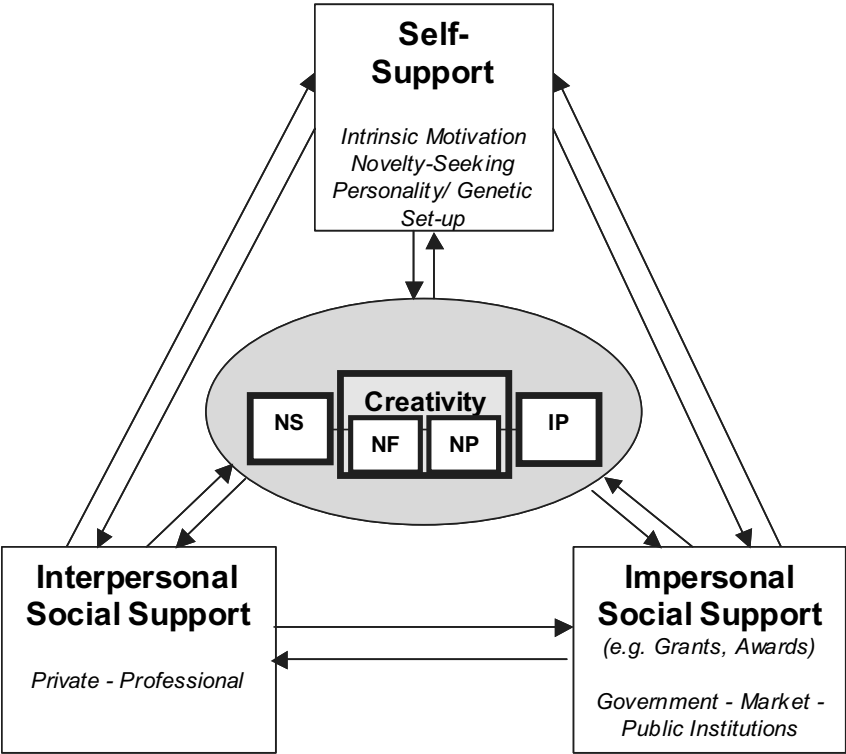 Self-
Support
Intrinsic Motivation
Novelty-Seeking
Personality/ Genetic
Set-up
Creativity
NS
NF
NP
IP
Interpersonal
Social Support
Private - Professional
Impersonal
Social Support
(e.g. Grants, Awards)
Government - Market -
Public Institutions